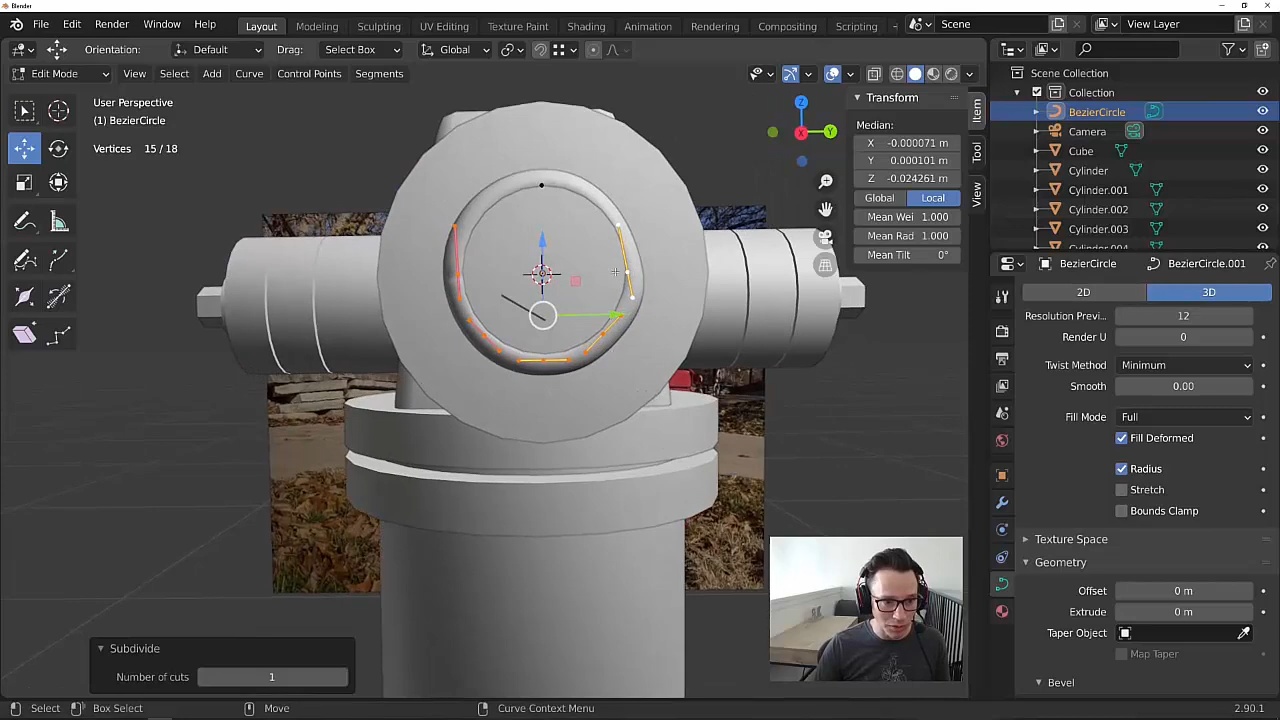 Blender
File Edit Render Window Help Layout Modeling Sculpting UV Editing Texture Paint Shading Animation Rendering Compositing Scripting Scene View Layer
Orientation: Default Drag: Select Box Global
Edit Mode View Select Add Curve Control Points Segments
User Perspective
(1) BezierCircle
Vertices 15 / 18
Z
Y
X
Transform
Median:
X -0.000071 m
Y 0.000101 m
Z -0.024261 m
Global Local
Mean Wei 1.000
Mean Rad 1.000
Mean Tilt 0°
Item
Tool
View
Scene Collection
Collection
BezierCircle
Camera
Cube
Cylinder
Cylinder.001
Cylinder.002
Cylinder.003
Cylinder.004
BezierCircle BezierCircle.001
2D 3D
Resolution Previ... 12
Render U 0
Twist Method Minimum
Smooth 0.00
Fill Mode Full
Fill Deformed
Radius
Stretch
Bounds Clamp
Texture Space
Geometry
Offset 0 m
Extrude 0 m
Taper Object
Map Taper
Bevel
Subdivide
Number of cuts 1
Select Box Select Move Curve Context Menu 2.90.1